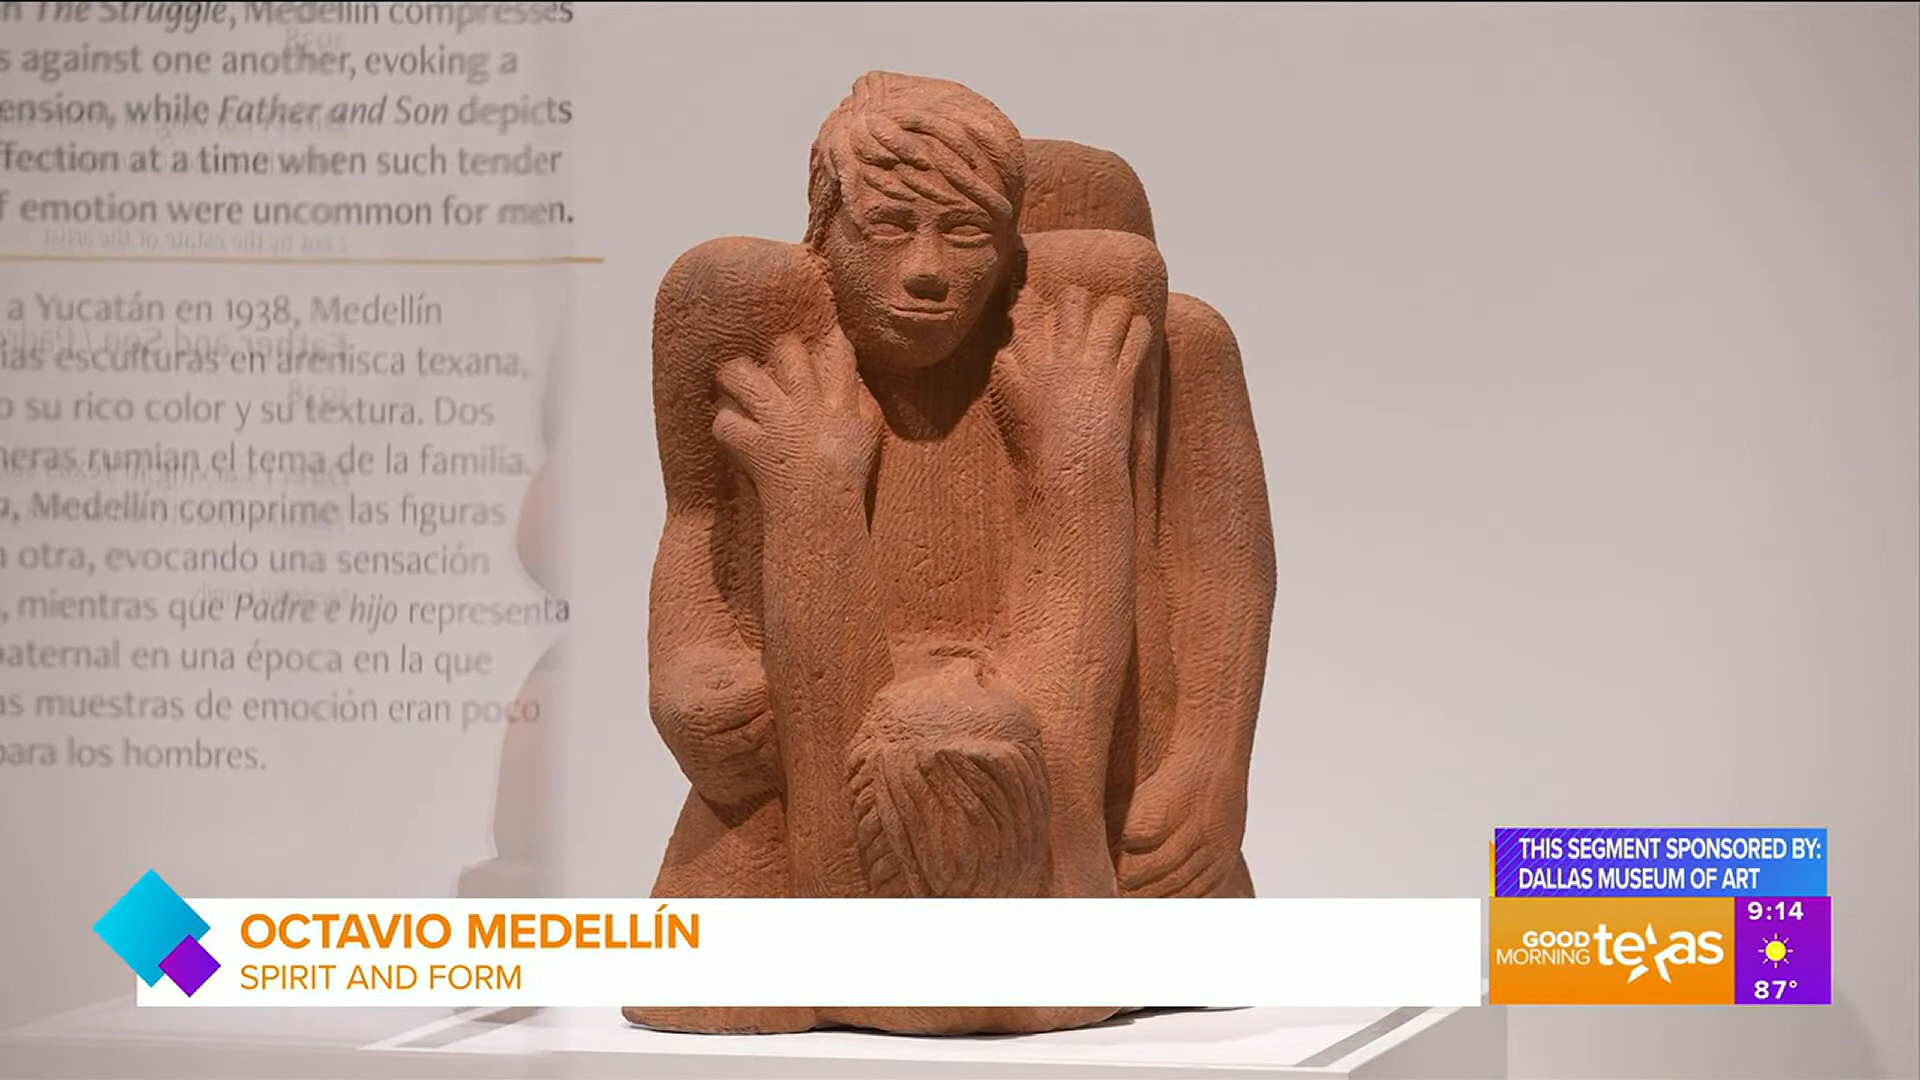 n The Struggle, Medellín compresses
s against one another, evoking a
ension, while Father and Son depicts
ffection at a time when such tender
f emotion were uncommon for men.
a Yucatán en 1938, Medellín
ias esculturas en arenisca texana,
o su rico color y su textura. Dos
neras rumian el tema de la familia.
a, Medellín comprime las figuras
a otra, evocando una sensación
, mientras que Padre e hijo representa
paternal en una época en la que
as muestras de emoción eran poco
para los hombres.
OCTAVIO MEDELLÍN
SPIRIT AND FORM
THIS SEGMENT SPONSORED BY:
DALLAS MUSEUM OF ART
GOOD MORNING texas
9:14
87°